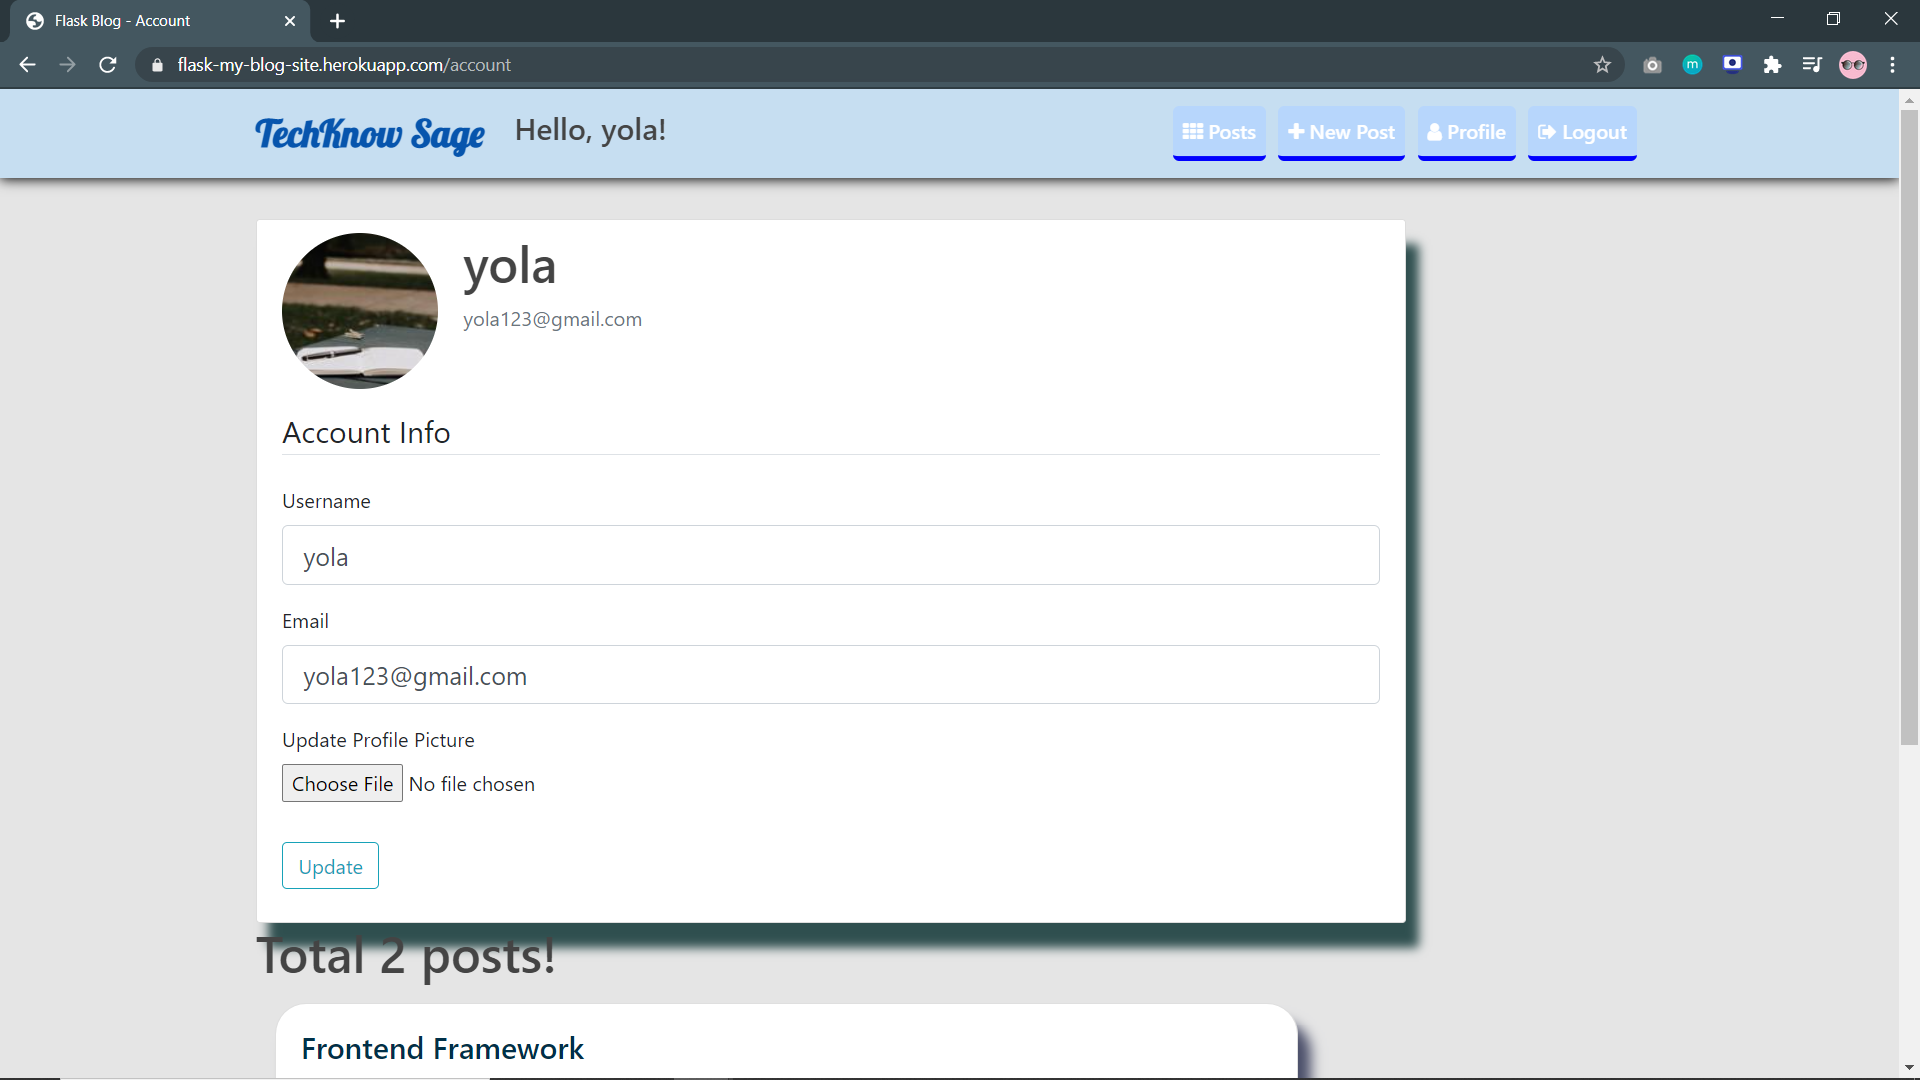 Flask Blog - Account
flask-my-blog-site.herokuapp.com/account
m
TechKnow Sage
Hello, yola!
Posts
New Post
Profile
Logout
yola
yola123@gmail.com
Account Info
Username
yola
Email
yola123@gmail.com
Update Profile Picture
Choose File No file chosen
Update
Total 2 posts!
Frontend Framework